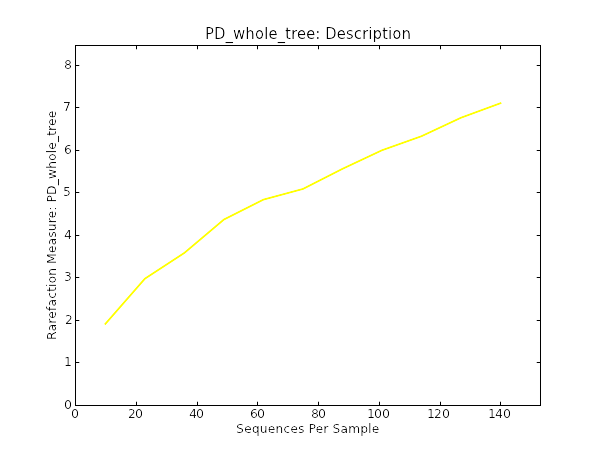 PD_whole_tree: Description
8
7
6
5
4
3
2
1
0
Rarefaction Measure: PD_whole_tree
0 20 40 60 80 100 120 140
Sequences Per Sample